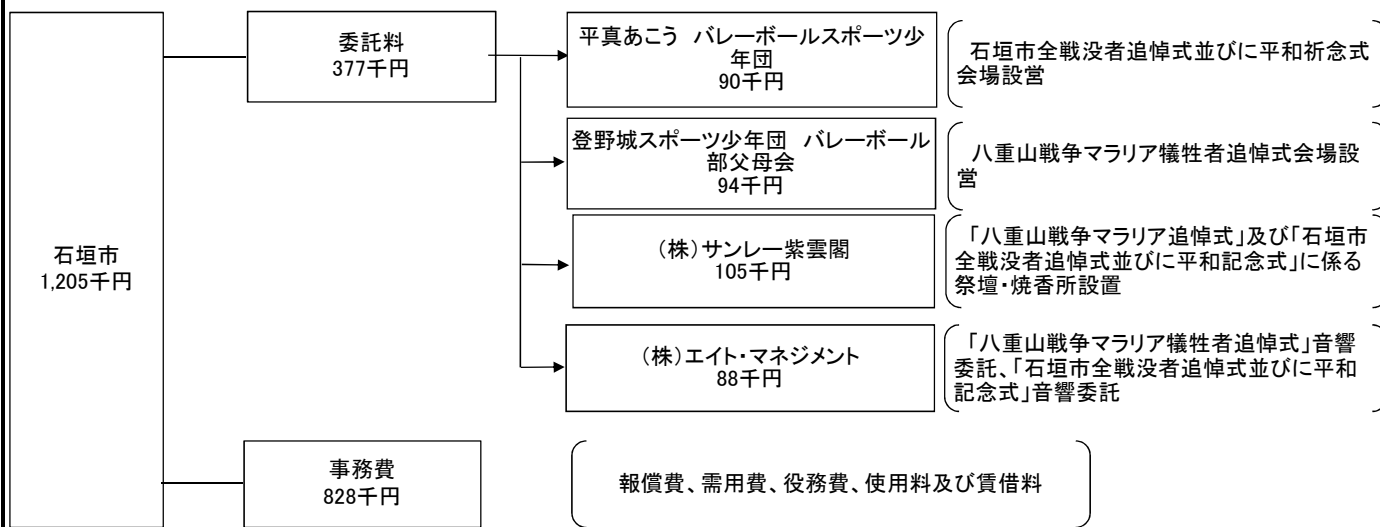 石垣市
1,205千円
委託料
377千円
平真あこう バレーボールスポーツ少
年団
90千円
石垣市全戦没者追悼式並びに平和祈念式
会場設営
登野城スポーツ少年団 バレーボール
部父母会
94千円
八重山戦争マラリア犠牲者追悼式会場設
営
(株)サンレー紫雲閣
105千円
「八重山戦争マラリア追悼式」及び「石垣市
全戦没者追悼式並びに平和記念式」に係る
祭壇・焼香所設置
(株)エイト・マネジメント
88千円
「八重山戦争マラリア犠牲者追悼式」音響
委託、「石垣市全戦没者追悼式並びに平和
記念式」音響委託
事務費
828千円
報償費、需用費、役務費、使用料及び賃借料